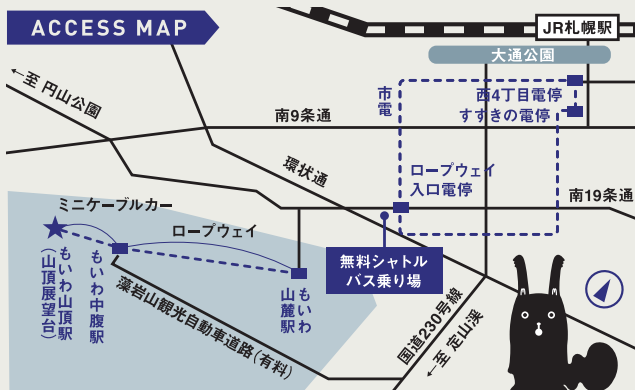 ACCESS MAP
JR札幌駅
大通公園
←至 円山公園
市電
西4丁目電停
すすきの電停
南9条通
環状通
ロープウェイ
入口電停
南19条通
ミニケーブルカー
ロープウェイ
無料シャトル
バス乗り場
もいわ山頂駅
(山頂展望台)
もいわ中腹駅
もいわ
山麓駅
藻岩山観光自動車道路(有料)
国道230号線
←至 定山渓